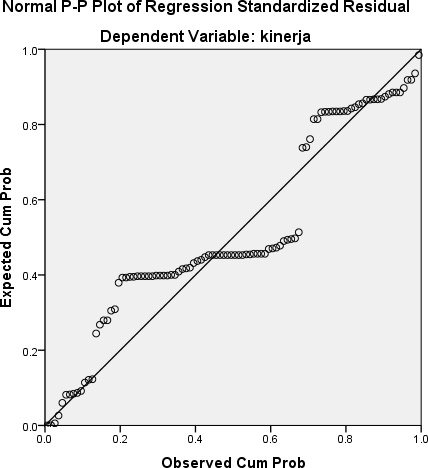 Normal P-P Plot of Regression Standardized Residual
Dependent Variable: kinerja
Expected Cum Prob
1.0
0.8
0.6
0.4
0.2
0.0
0.0 0.2 0.4 0.6 0.8 1.0
Observed Cum Prob